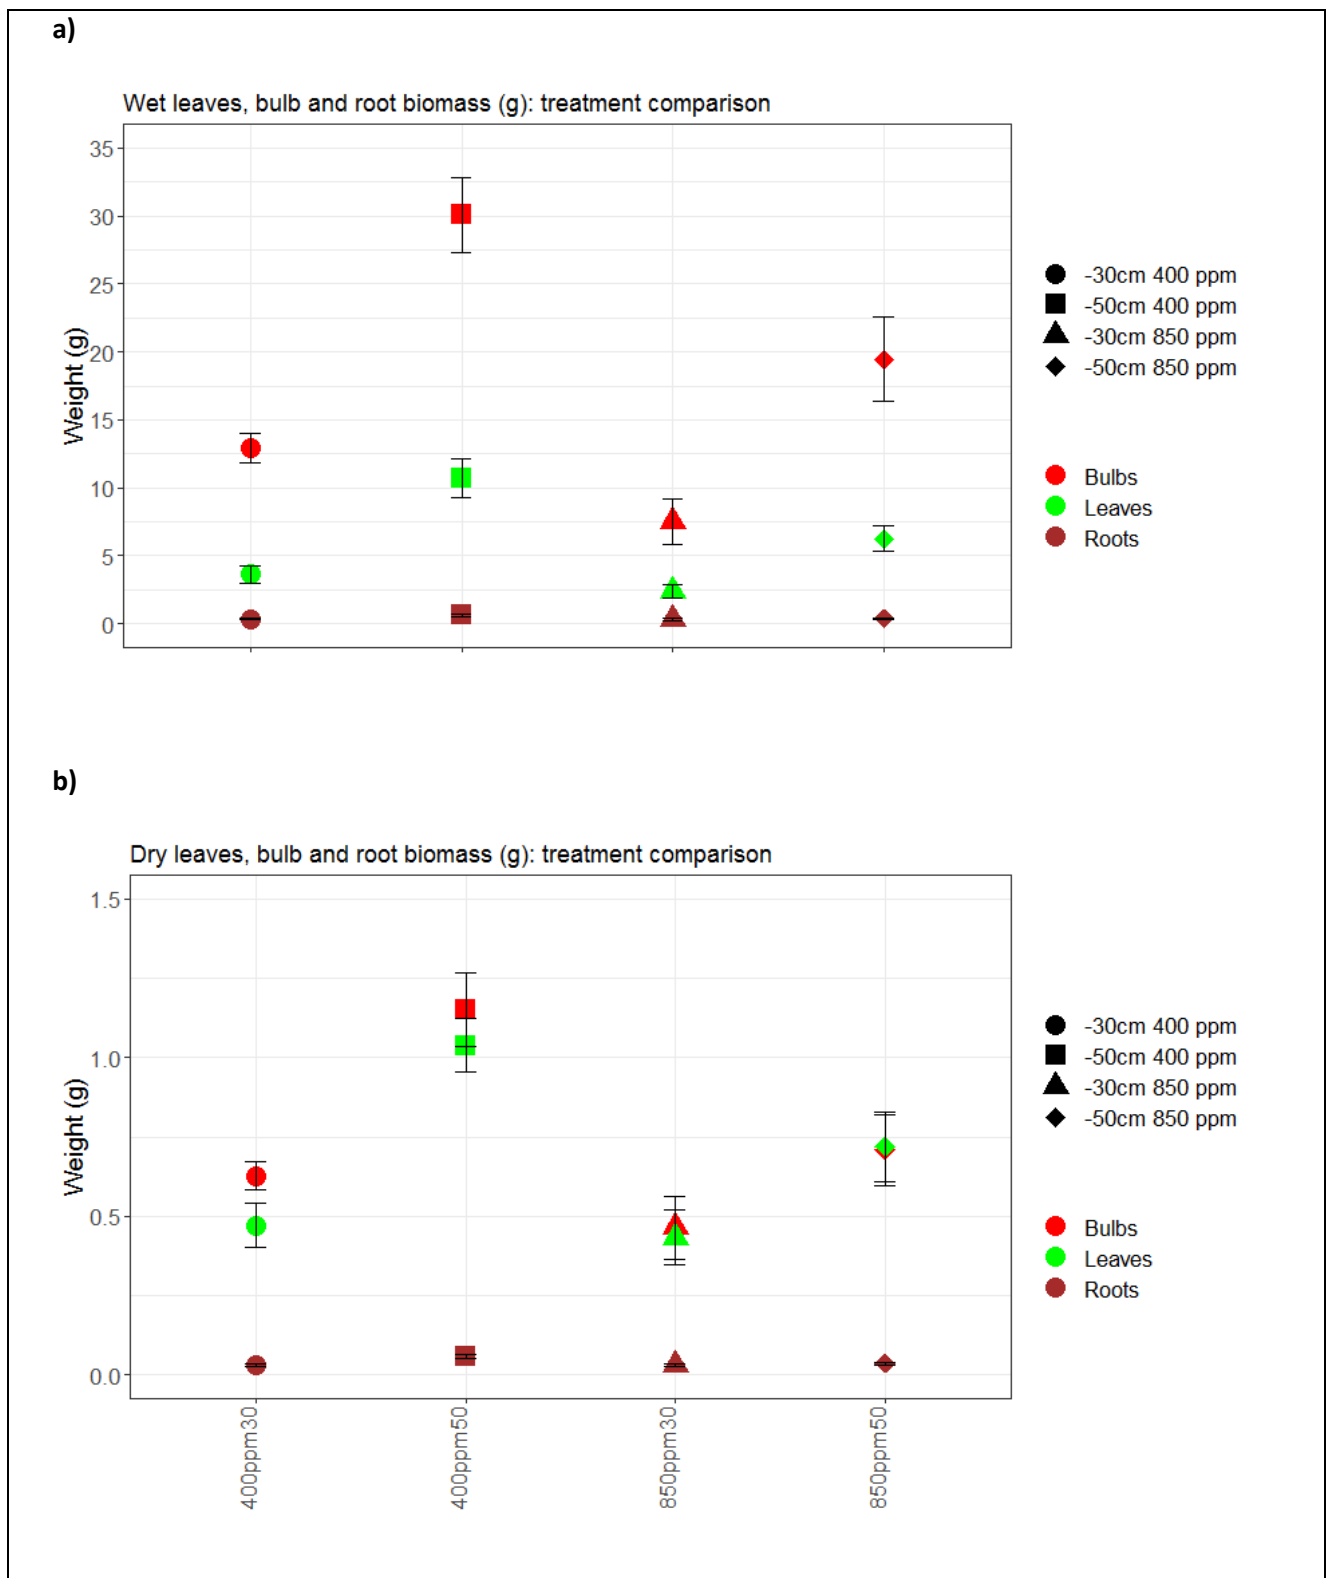 a)
Wet leaves, bulb and root biomass (g): treatment comparison
35
30
25
20
15
10
5
0
Weight (g)
-30cm 400 ppm
-50cm 400 ppm
-30cm 850 ppm
-50cm 850 ppm
Bulbs
Leaves
Roots
b)
Dry leaves, bulb and root biomass (g): treatment comparison
1.5
1.0
0.5
0.0
Weight (g)
400ppm30
400ppm50
850ppm30
850ppm50
-30cm 400 ppm
-50cm 400 ppm
-30cm 850 ppm
-50cm 850 ppm
Bulbs
Leaves
Roots